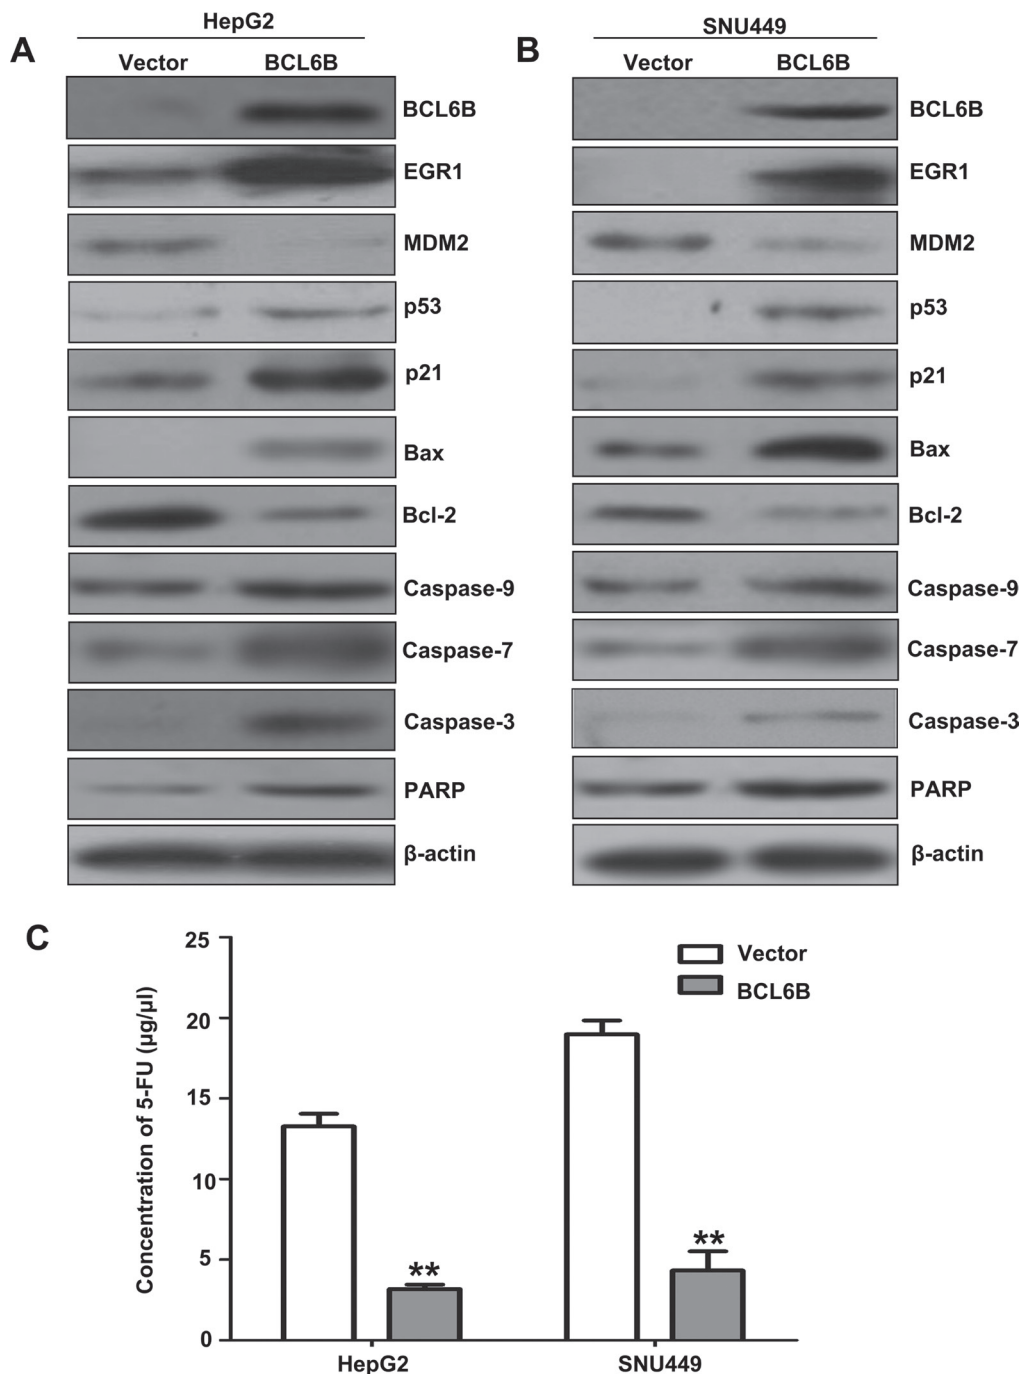 HepG2
SNU449
A
B
Vector BCL6B
Vector BCL6B
BCL6B
BCL6B
EGR1
EGR1
MDM2
MDM2
p53
p53
p21
p21
Bax
Bax
Bcl-2
Bcl-2
Caspase-9
Caspase-9
Caspase-7
Caspase-7
Caspase-3
Caspase-3
PARP
PARP
β-actin
β-actin
C
Concentration of 5-FU (μg/μl)
25
20
15
10
5
0
Vector
BCL6B
**
**
HepG2
SNU449